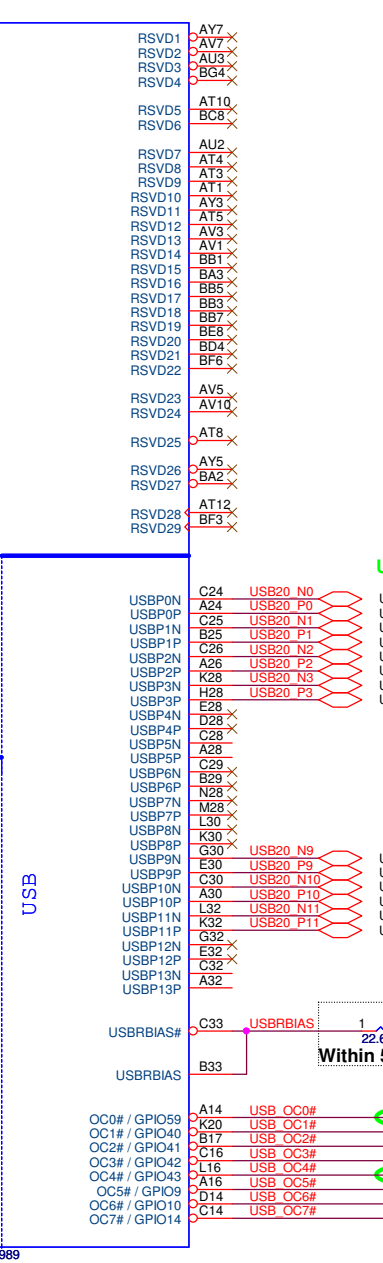 RSVD1 AY7
RSVD2 AV7
RSVD3 AU3
RSVD4 BG4
RSVD5 AT10
RSVD6 BC8
RSVD7 AU2
RSVD8 AT4
RSVD9 AT3
RSVD10 AT1
RSVD11 AY3
RSVD12 AT5
RSVD13 AV3
RSVD14 AV1
RSVD15 BB1
RSVD16 BA3
RSVD17 BB5
RSVD18 BB3
RSVD19 BB7
RSVD20 BE8
RSVD21 BD4
RSVD22 BF6
RSVD23 AV5
RSVD24 AV10
RSVD25 AT8
RSVD26 AY5
RSVD27 BA2
RSVD28 AT12
RSVD29 BF3
USB
USBP0N C24 USB20_N0
USBP0P A24 USB20_P0
USBP1N C25 USB20_N1
USBP1P B25 USB20_P1
USBP2N C26 USB20_N2
USBP2P A26 USB20_P2
USBP3N K28 USB20_N3
USBP3P H28 USB20_P3
USBP4N E28
USBP4P D28
USBP5N C28
USBP5P A28
USBP6N C29
USBP6P B29
USBP7N N28
USBP7P M28
USBP8N L30
USBP8P K30
USBP9N G30 USB20_N9
USBP9P E30 USB20_P9
USBP10N C30 USB20_N10
USBP10P A30 USB20_P10
USBP11N L32 USB20_N11
USBP11P K32 USB20_P11
USBP12N G32
USBP12P E32
USBP13N C32
USBP13P A32
USBRBIAS# C33 USBRBIAS 1
22.6
Within 5
USBRBIAS B33
OC0# / GPIO59 A14 USB_OC0#
OC1# / GPIO40 K20 USB_OC1#
OC2# / GPIO41 B17 USB_OC2#
OC3# / GPIO42 C16 USB_OC3#
OC4# / GPIO43 L16 USB_OC4#
OC5# / GPIO9 A16 USB_OC5#
OC6# / GPIO10 D14 USB_OC6#
OC7# / GPIO14 C14 USB_OC7#
989